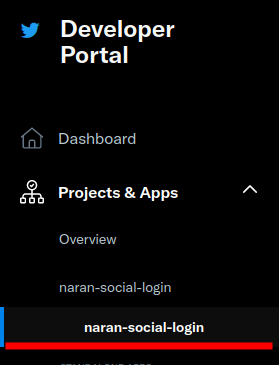 Developer
Portal
Dashboard
Projects & Apps
Overview
naran-social-login
naran-social-login